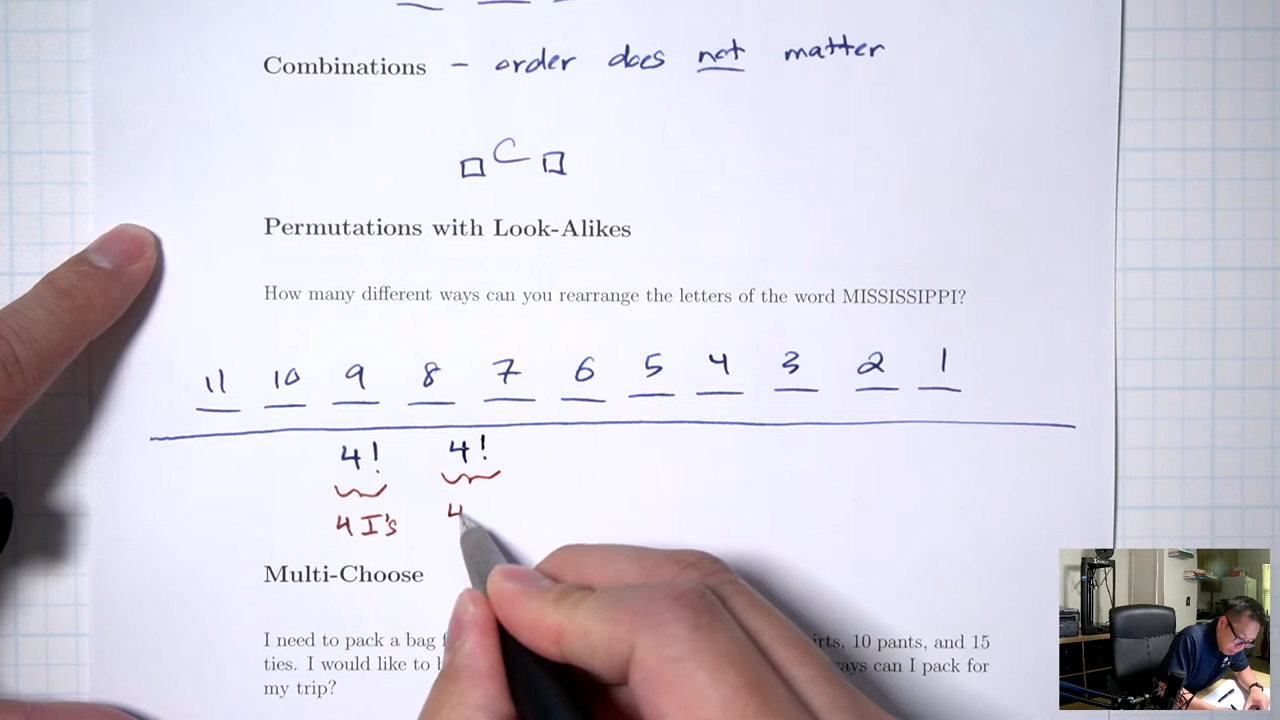 Combinations – order does not matter
□ C □
Permutations with Look-Alikes
How many different ways can you rearrange the letters of the word MISSISSIPPI?
11 10 9 8 7 6 5 4 3 2 1
4! 4!
4 I's 4
Multi-Choose
I need to pack a bag 10 pants, and 15
ties. I would like to can I pack for
my trip?